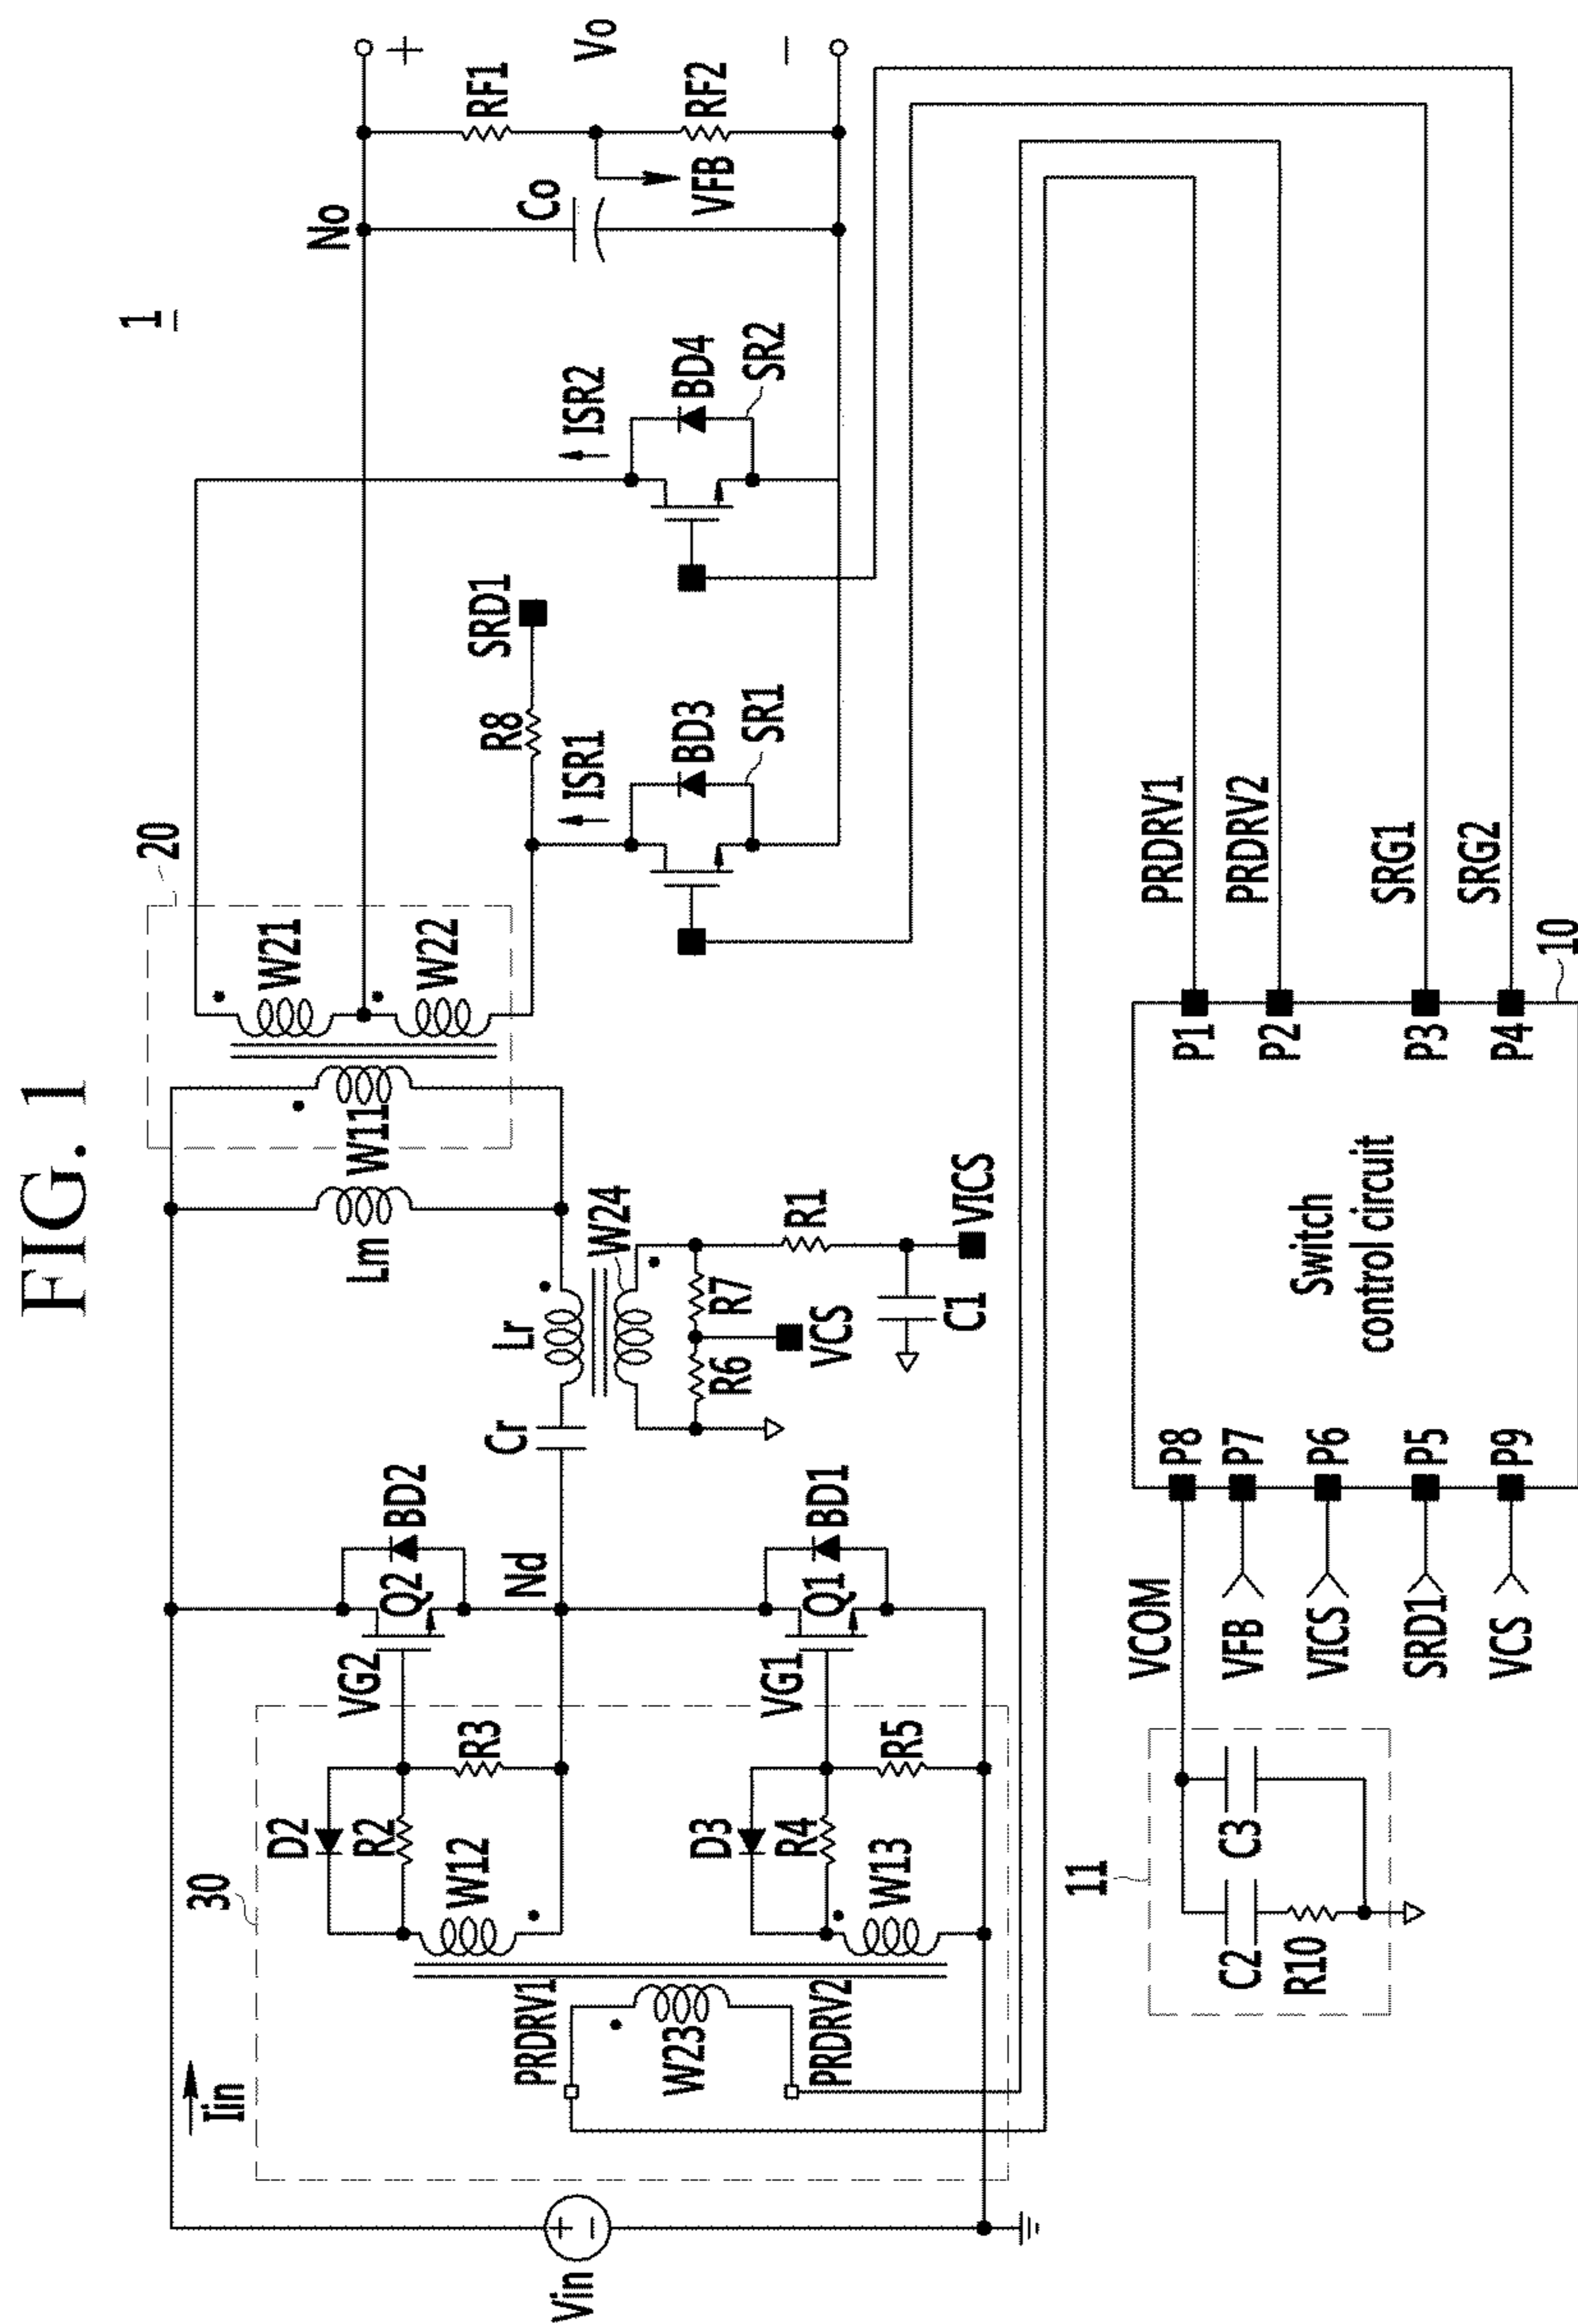 FIG. 1
1
20
Iin
30
Vin
D2
R2
W12
R3
VG2
Q2
BD2
Nd
PRDRV1
W23
PRDRV2
D3
R4
W13
R5
VG1
Q1
BD1
Cr
Lr
Lm
W11
W21
W22
W24
R6
R7
VCS
R1
C1
VICS
R8
SRD1
ISR1
BD3
SR1
ISR2
BD4
SR2
No
Co
RF1
VFB
RF2
+
Vo
−
11
C2
C3
R10
VCOM
VFB
VICS
SRD1
VCS
P8
P7
P6
P5
P9
Switch
control circuit
P1
P2
P3
P4
10
PRDRV1
PRDRV2
SRG1
SRG2